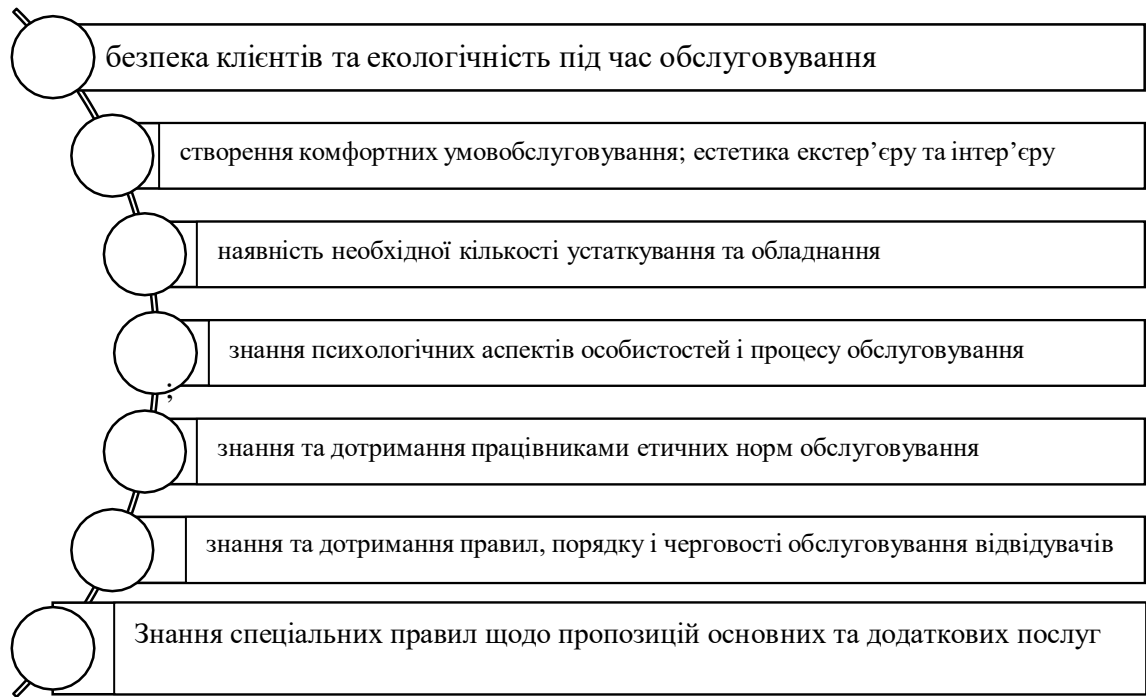 безпека клієнтів та екологічність під час обслуговування
створення комфортних умовобслуговування; естетика екстер’єру та інтер’єру
наявність необхідної кількості устаткування та обладнання
знання психологічних аспектів особистостей і процесу обслуговування
;
знання та дотримання працівниками етичних норм обслуговування
знання та дотримання правил, порядку і черговості обслуговування відвідувачів
Знання спеціальних правил щодо пропозицій основних та додаткових послуг